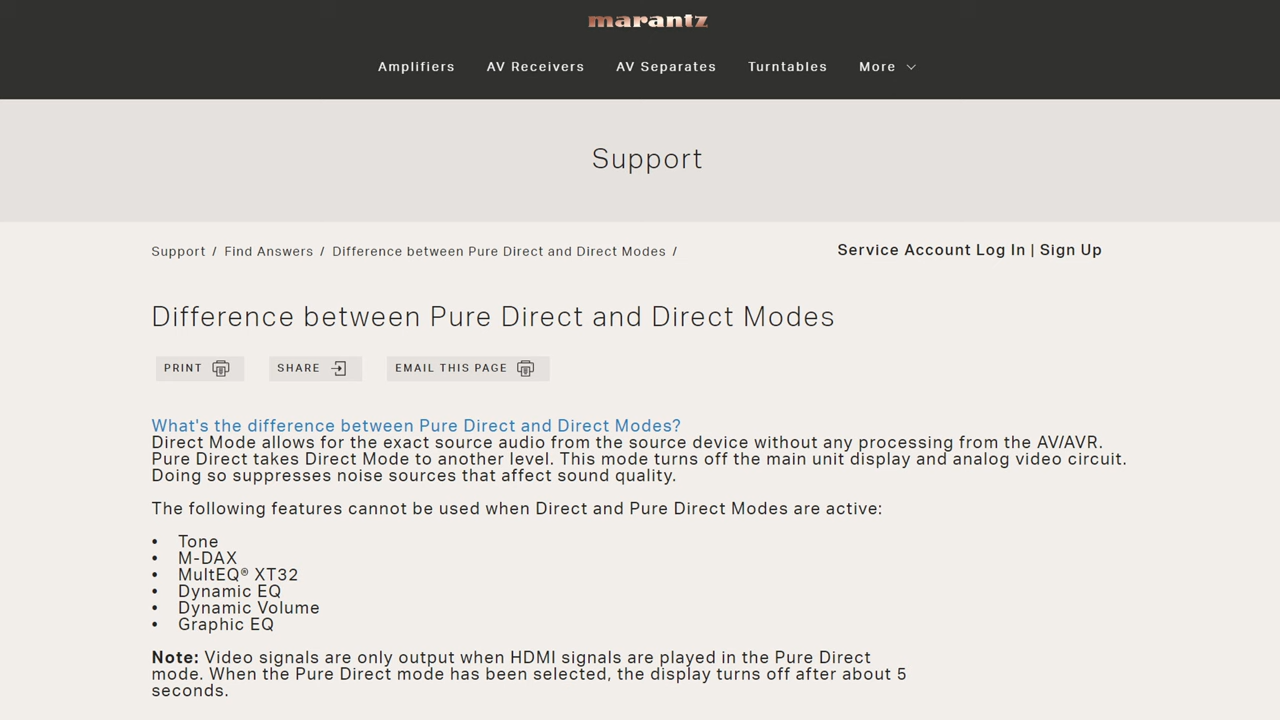 marantz
Amplifiers AV Receivers AV Separates Turntables More
Support
Support / Find Answers / Difference between Pure Direct and Direct Modes /
Service Account Log In | Sign Up
Difference between Pure Direct and Direct Modes
PRINT SHARE EMAIL THIS PAGE
What's the difference between Pure Direct and Direct Modes?
Direct Mode allows for the exact source audio from the source device without any processing from the AV/AVR.
Pure Direct takes Direct Mode to another level. This mode turns off the main unit display and analog video circuit.
Doing so suppresses noise sources that affect sound quality.
The following features cannot be used when Direct and Pure Direct Modes are active:
• Tone
• M-DAX
• MultEQ® XT32
• Dynamic EQ
• Dynamic Volume
• Graphic EQ
Note: Video signals are only output when HDMI signals are played in the Pure Direct
mode. When the Pure Direct mode has been selected, the display turns off after about 5
seconds.